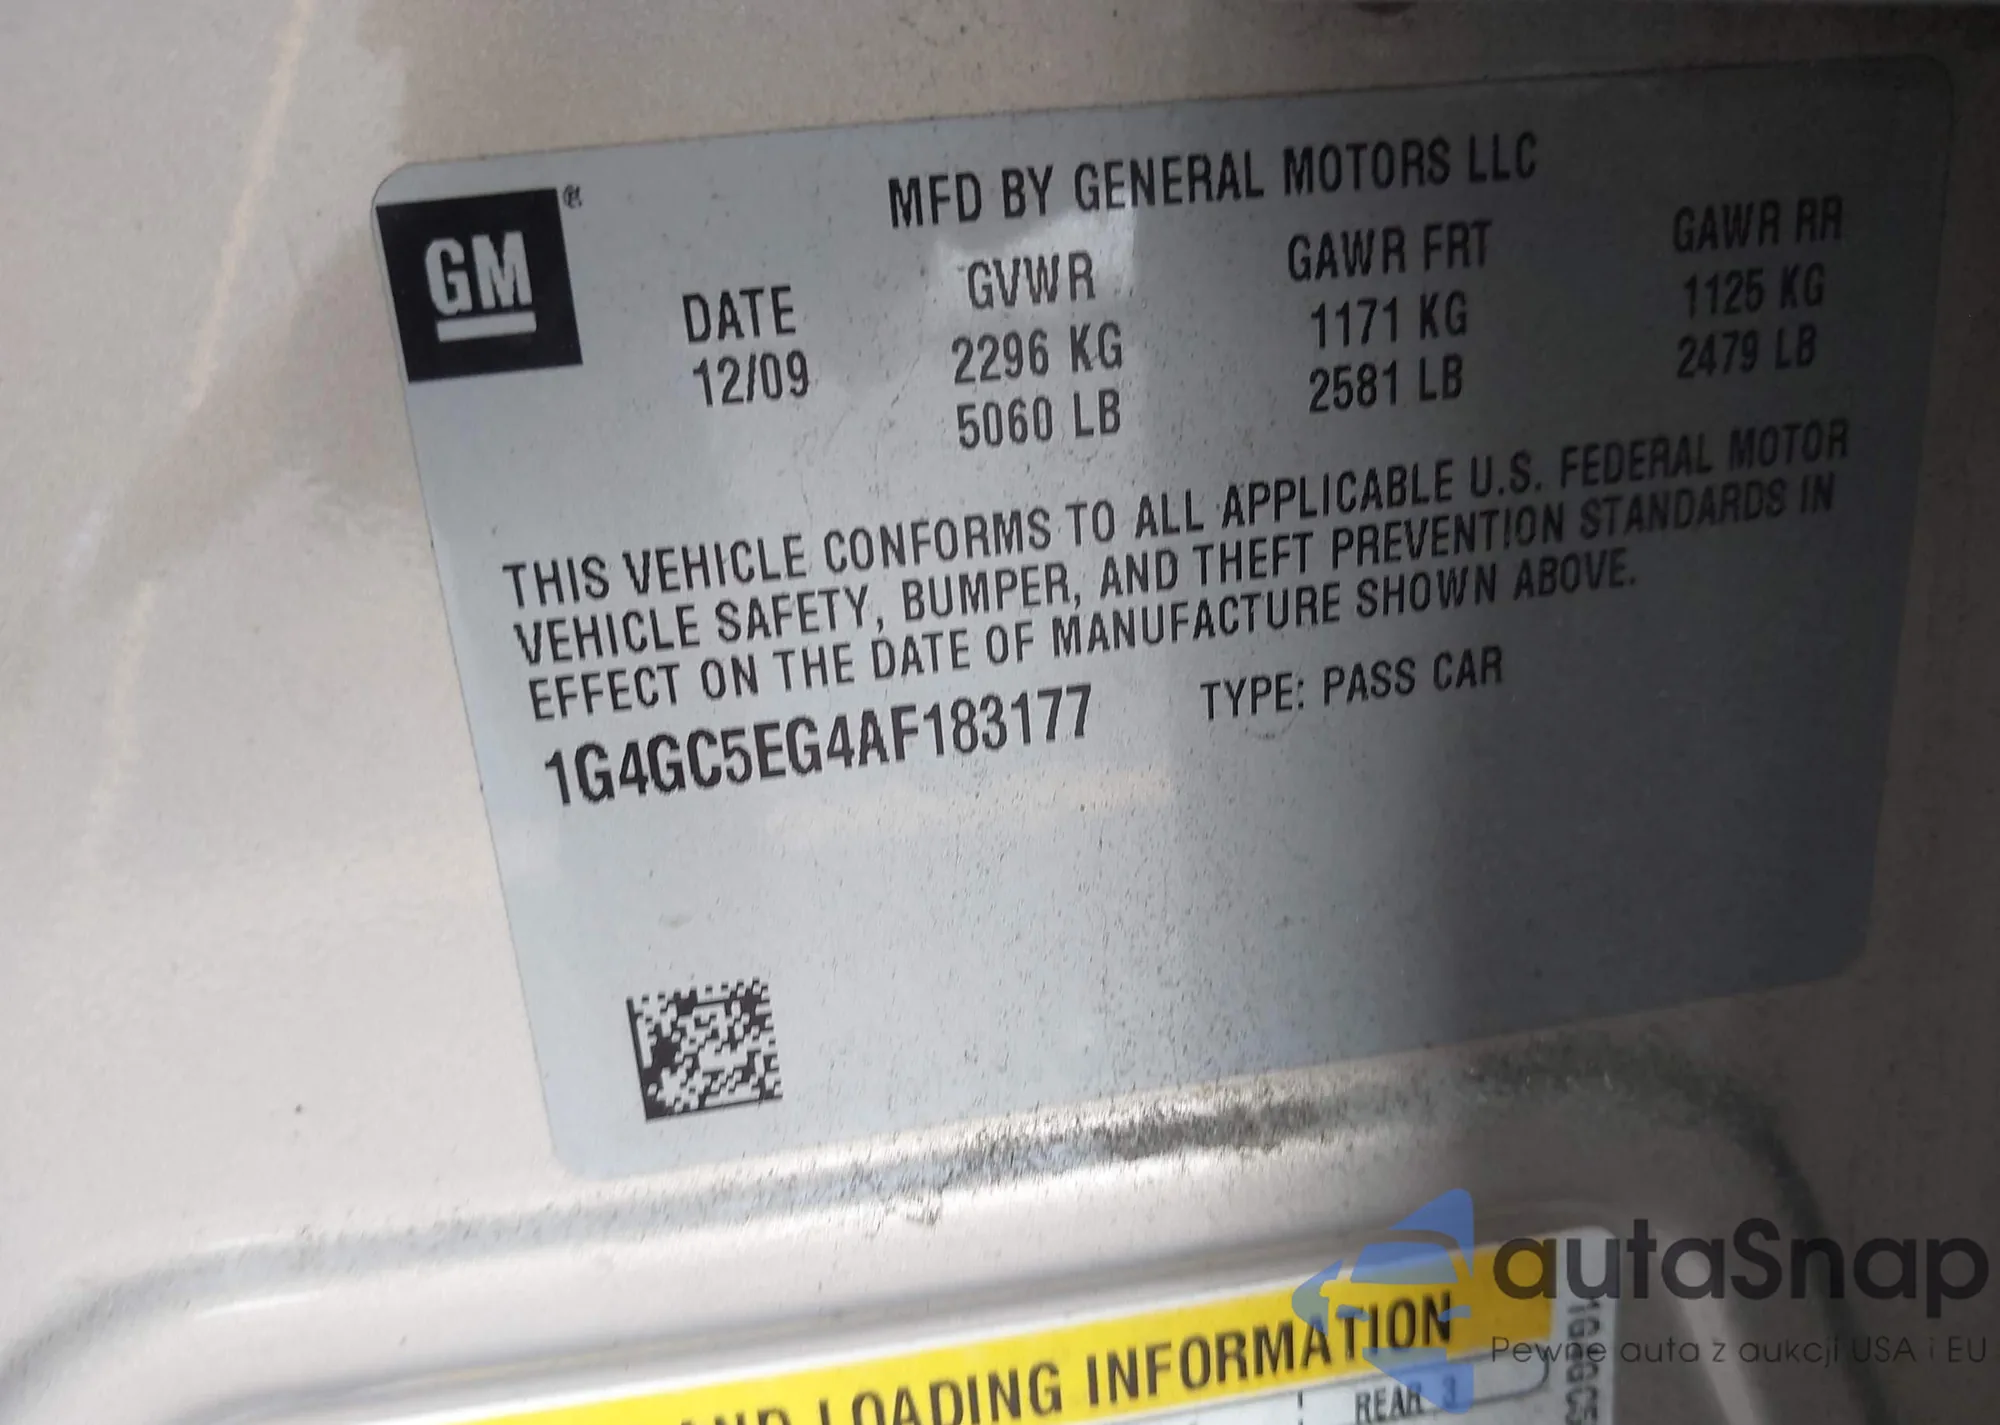 GM®
MFD BY GENERAL MOTORS LLC
DATE GVWR GAWR FRT GAWR RR
12/09 2296 KG 1171 KG 1125 KG
5060 LB 2581 LB 2479 LB
THIS VEHICLE CONFORMS TO ALL APPLICABLE U.S. FEDERAL MOTOR
VEHICLE SAFETY, BUMPER, AND THEFT PREVENTION STANDARDS IN
EFFECT ON THE DATE OF MANUFACTURE SHOWN ABOVE.
1G4GC5EG4AF183177 TYPE: PASS CAR
AND LOADING INFORMATION
REAR 3
autaSnap
Pewne auta z aukcji USA i EU